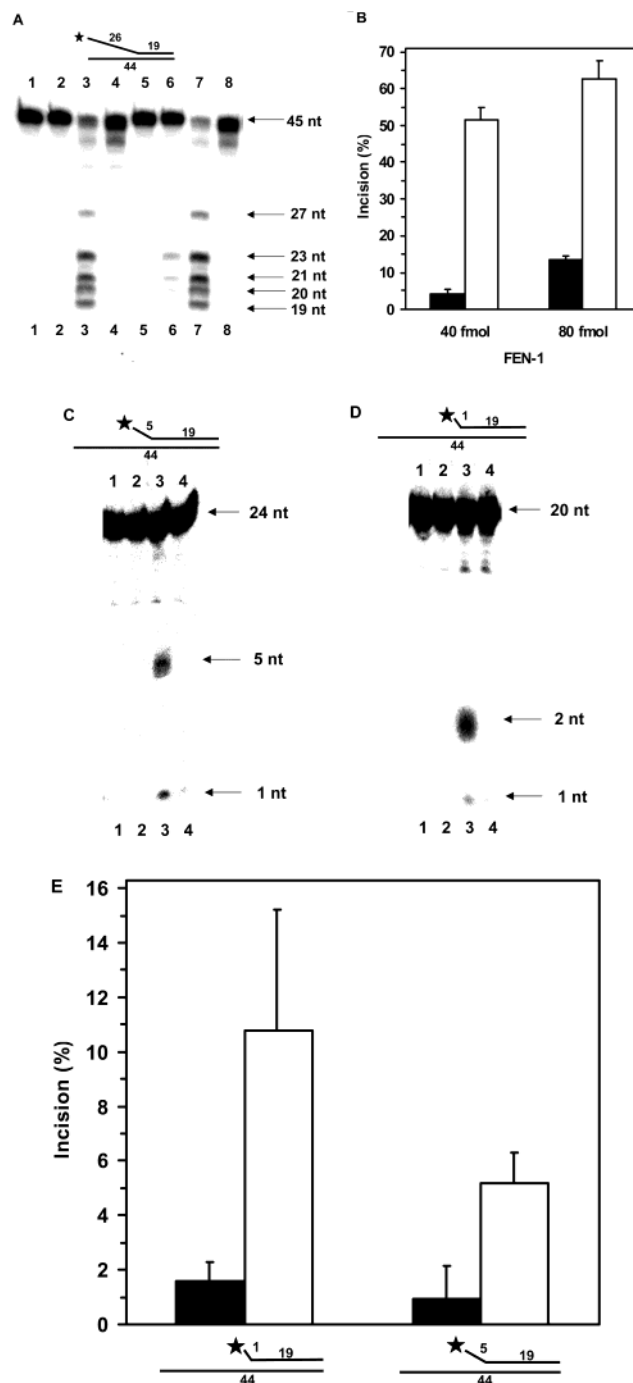 A
26
19
44
1 2 3 4 5 6 7 8
45 nt
27 nt
23 nt
21 nt
20 nt
19 nt
1 2 3 4 5 6 7 8
B
70
60
50
40
30
20
10
0
Incision (%)
40 fmol 80 fmol
FEN-1
C
5
19
44
1 2 3 4
24 nt
5 nt
1 nt
1 2 3 4
D
1
19
44
1 2 3 4
20 nt
2 nt
1 nt
1 2 3 4
E
16
14
12
10
8
6
4
2
0
Incision (%)
1
19
44
5
19
44